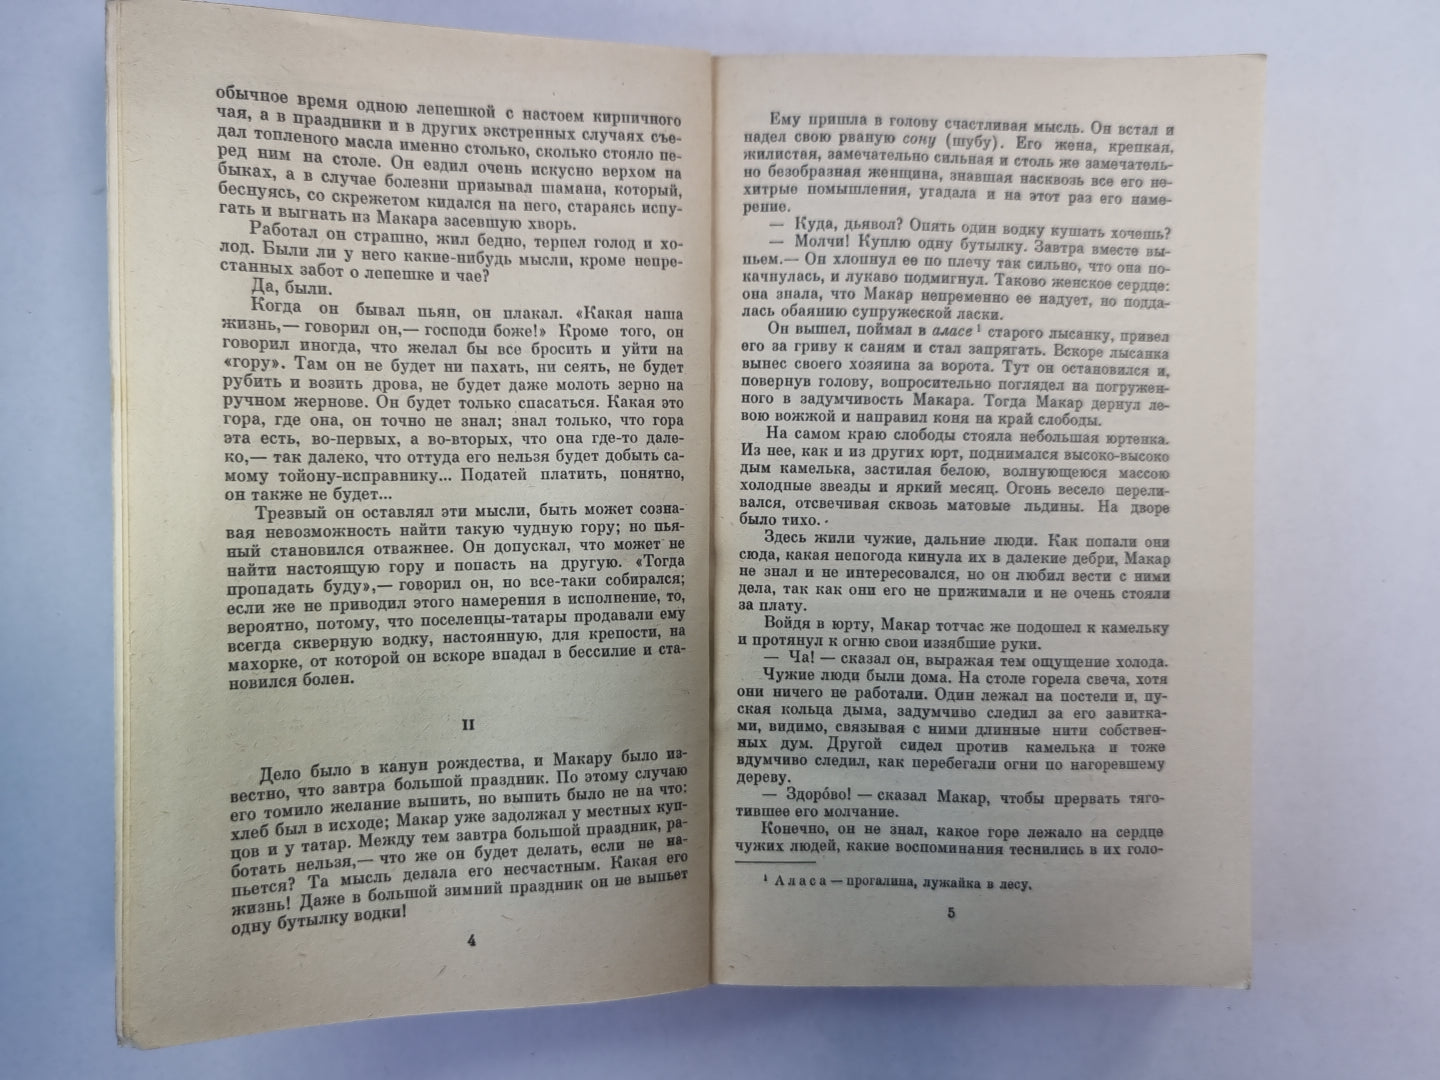 обычное время одною лепешкой с настоем кирпичного
чая, а в праздники и в других экстренных случаях съе-
дал топленого масла именно столько, сколько стояло пе-
ред ним на столе. Он ездил очень искусно верхом на
быках, а в случае болезни призывал шамана, который,
беснуясь, со скрежетом кидался на него, стараясь испу-
гать и выгнать из Макара засевшую хворь.
Работал он страшно, жил бедно, терпел голод и хо-
лод. Были ли у него какие-нибудь мысли, кроме непре-
станных забот о лепешке и чае?
Да, были.
Когда он бывал пьян, он плакал. «Какая наша
жизнь,— говорил он,— господи боже!» Кроме того, он
говорил иногда, что желал бы все бросить и уйти на
«гору». Там он не будет ни пахать, ни сеять, не будет
рубить и возить дрова, не будет даже молоть зерно на
ручном жернове. Он будет только спасаться. Какая это
гора, где она, он точно не знал; знал только, что гора
эта есть, во-первых, а во-вторых, что она где-то дале-
ко,— так далеко, что оттуда его нельзя будет добыть са-
мому тойону-исправнику... Податей платить, понятно,
он также не будет...
Трезвый он оставлял эти мысли, быть может созна-
вая невозможность найти такую чудную гору; но пья-
ный становился отважнее. Он допускал, что может не
найти настоящую гору и попасть на другую. «Тогда
пропадать буду»,— говорил он, но все-таки собирался;
если же не приводил этого намерения в исполнение, то,
вероятно, потому, что поселенцы-татары продавали ему
всегда скверную водку, настоянную, для крепости, на
махорке, от которой он вскоре впадал в бессилие и ста-
новился болен.
II
Дело было в канун рождества, и Макару было из-
вестно, что завтра большой праздник. По этому случаю
его томило желание выпить, но выпить было не на что:
хлеб был в исходе; Макар уже задолжал у местных куп-
цов и у татар. Между тем завтра большой праздник, ра-
ботать нельзя,— что же он будет делать, если не на-
пьется? Та мысль делала его несчастным. Какая его
жизнь! Даже в большой зимний праздник он не выпьет
одну бутылку водки!
4
Ему пришла в голову счастливая мысль. Он встал и
надел свою рваную сону (шубу). Его жена, крепкая,
жилистая, замечательно сильная и столь же замечатель-
но безобразная женщина, знавшая насквозь все его не-
хитрые помышления, угадала и на этот раз его наме-
рение.
— Куда, дьявол? Опять один водку кушать хочешь?
— Молчи! Куплю одну бутылку. Завтра вместе вы-
пьем.— Он хлопнул ее по плечу так сильно, что она по-
качнулась, и лукаво подмигнул. Таково женское сердце:
она знала, что Макар непременно ее надует, но подда-
лась обаянию супружеской ласки.
Он вышел, поймал в аласе ¹ старого лысанку, привел
его за гриву к саням и стал запрягать. Вскоре лысанка
вынес своего хозяина за ворота. Тут он остановился и,
повернув голову, вопросительно поглядел на погружен-
ного в задумчивость Макара. Тогда Макар дернул ле-
вою вожжой и направил коня на край слободы.
На самом краю слободы стояла небольшая юртенка.
Из нее, как и из других юрт, поднимался высоко-высоко
дым камелька, застилая белою, волнующеюся массою
холодные звезды и яркий месяц. Огонь весело перели-
вался, отсвечивая сквозь матовые льдины. На дворе
было тихо.
Здесь жили чужие, дальние люди. Как попали они
сюда, какая непогода кинула их в далекие дебри, Макар
не знал и не интересовался, но он любил вести с ними
дела, так как они его не прижимали и не очень стояли
за плату.
Войдя в юрту, Макар тотчас же подошел к камельку
и протянул к огню свои иззябшие руки.
— Ча! — сказал он, выражая тем ощущение холода.
Чужие люди были дома. На столе горела свеча, хотя
они ничего не работали. Один лежал на постели и, пу-
ская кольца дыма, задумчиво следил за его завитка-
ми, видимо, связывая с ними длинные нити собствен-
ных дум. Другой сидел против камелька и тоже
вдумчиво следил, как перебегали огни по нагоревшему
дереву.
— Здоро́во! — сказал Макар, чтобы прервать тяго-
тившее его молчание.
Конечно, он не знал, какое горе лежало на сердце
чужих людей, какие воспоминания теснились в их голо-
¹ Аласа — прогалина, лужайка в лесу.
5